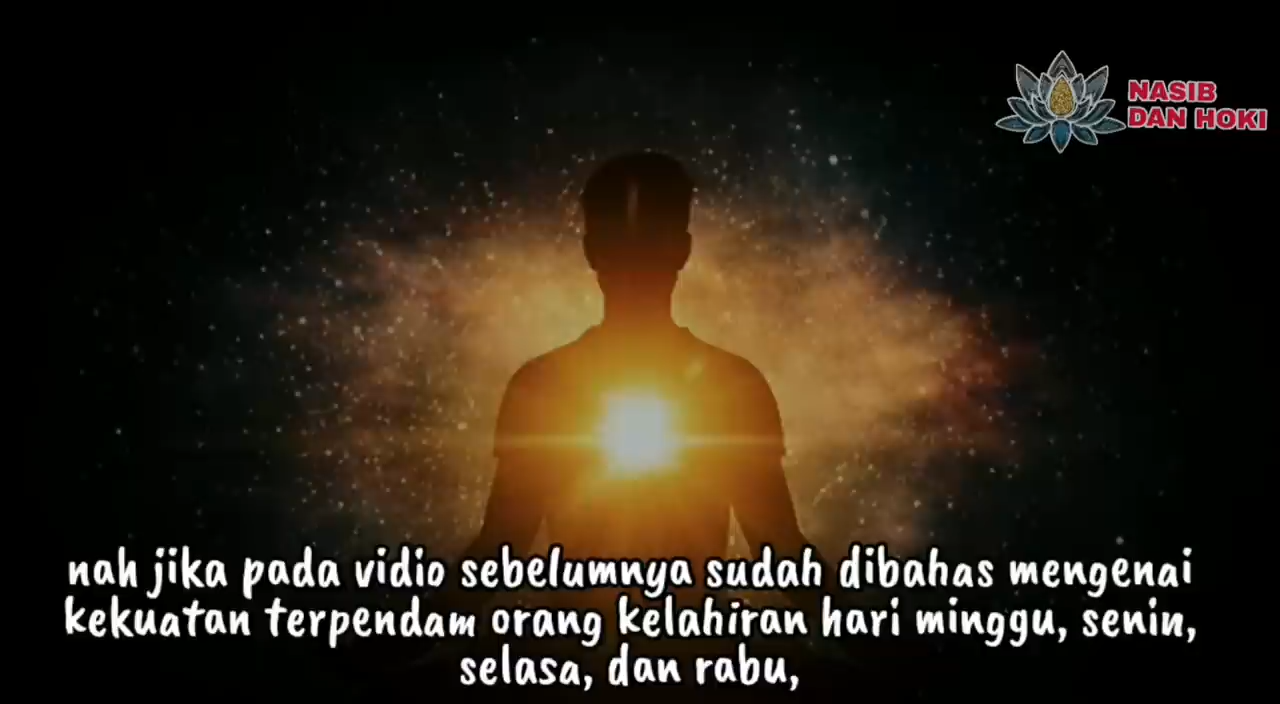 NASIB
DAN HOKI
nah jika pada vidio sebelumnya sudah dibahas mengenai
kekuatan terpendam orang kelahiran hari minggu, senin,
selasa, dan rabu,